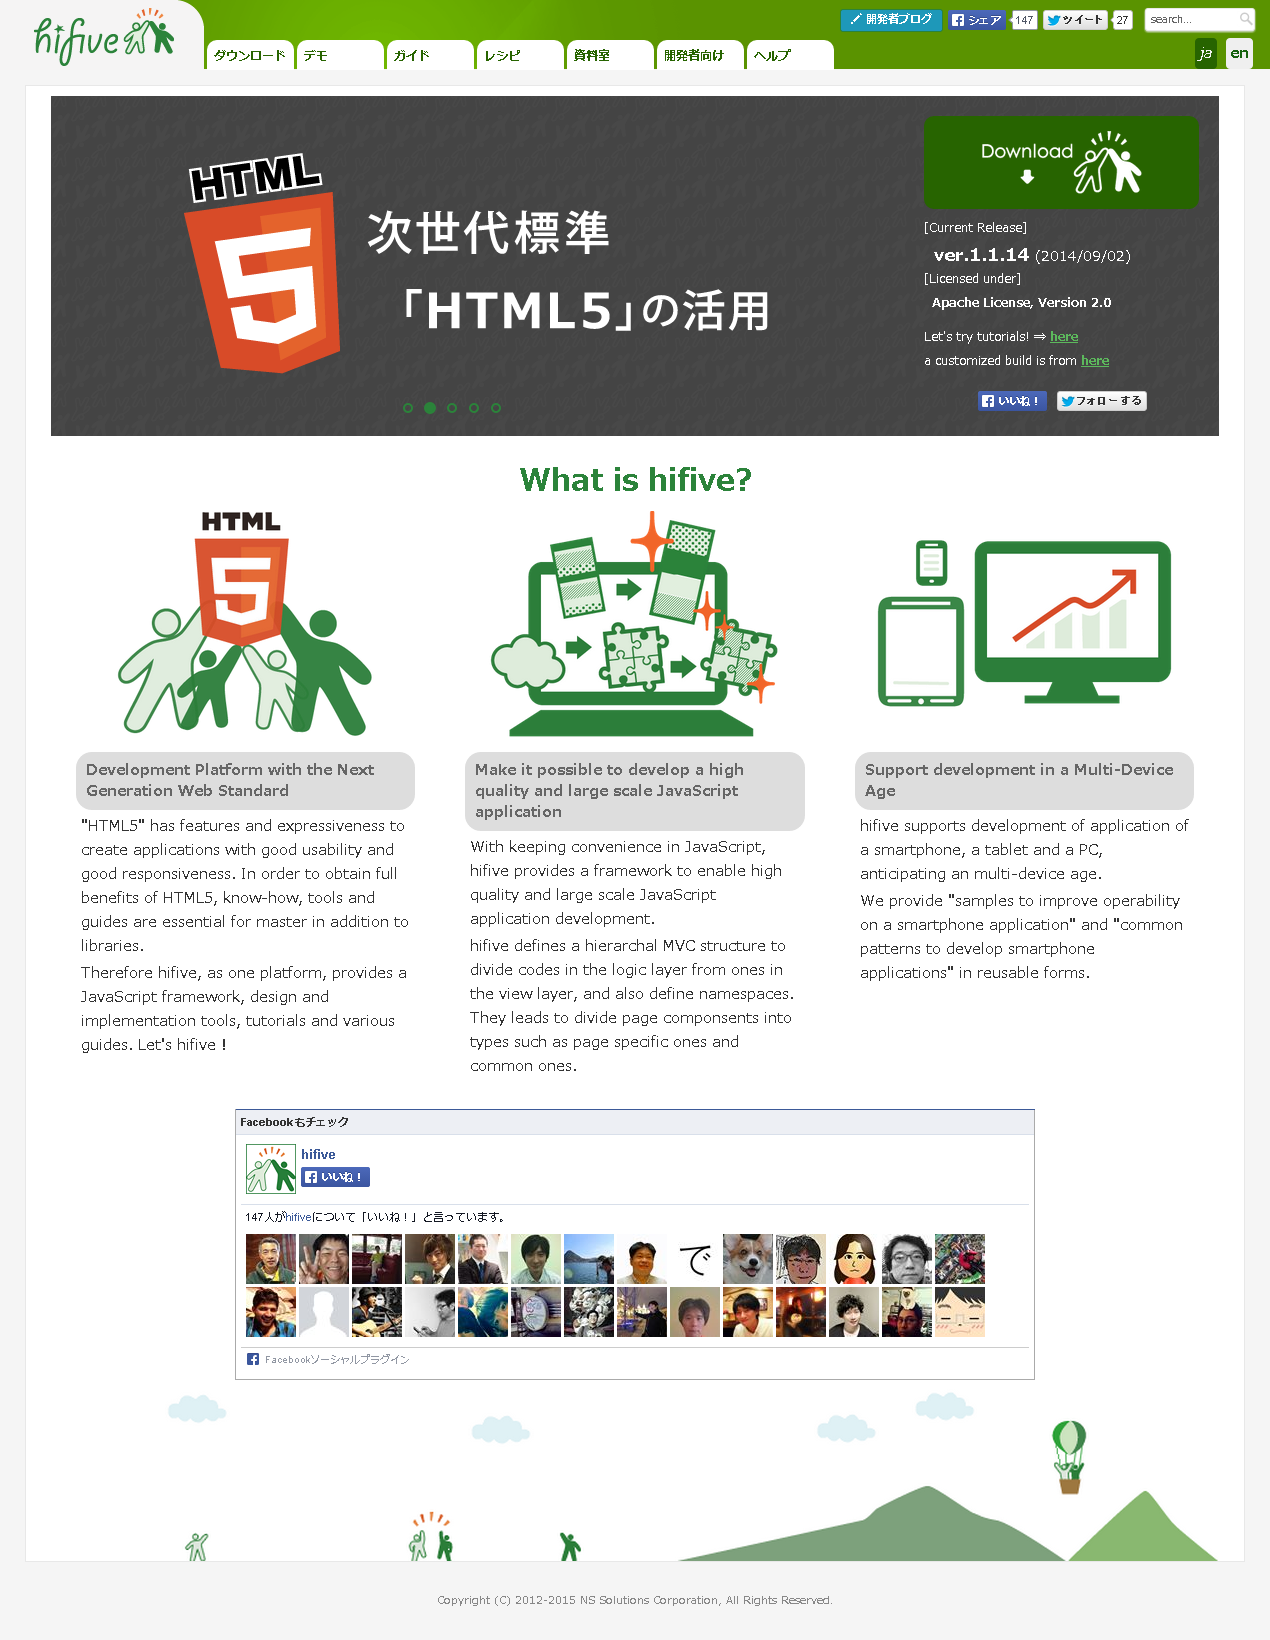 hifive
開発者ブログ シェア 147 ツイート 27 search...
ダウンロード デモ ガイド レシピ 資料室 開発者向け ヘルプ ja en
HTML
5
次世代標準
「HTML5」の活用
Download
[Current Release]
ver.1.1.14 (2014/09/02)
[Licensed under]
Apache License, Version 2.0
Let's try tutorials! ⇒ here
a customized build is from here
いいね！ フォローする
What is hifive?
HTML
5
Development Platform with the Next
Generation Web Standard
"HTML5" has features and expressiveness to
create applications with good usability and
good responsiveness. In order to obtain full
benefits of HTML5, know-how, tools and
guides are essential for master in addition to
libraries.
Therefore hifive, as one platform, provides a
JavaScript framework, design and
implementation tools, tutorials and various
guides. Let's hifive !
Make it possible to develop a high
quality and large scale JavaScript
application
With keeping convenience in JavaScript,
hifive provides a framework to enable high
quality and large scale JavaScript
application development.
hifive defines a hierarchal MVC structure to
divide codes in the logic layer from ones in
the view layer, and also define namespaces.
They leads to divide page componsents into
types such as page specific ones and
common ones.
Support development in a Multi-Device
Age
hifive supports development of application of
a smartphone, a tablet and a PC,
anticipating an multi-device age.
We provide "samples to improve operability
on a smartphone application" and "common
patterns to develop smartphone
applications" in reusable forms.
Facebookもチェック
hifive
いいね！
147人がhifiveについて「いいね！」と言っています。
で
Facebookソーシャルプラグイン
Copyright (C) 2012-2015 NS Solutions Corporation, All Rights Reserved.